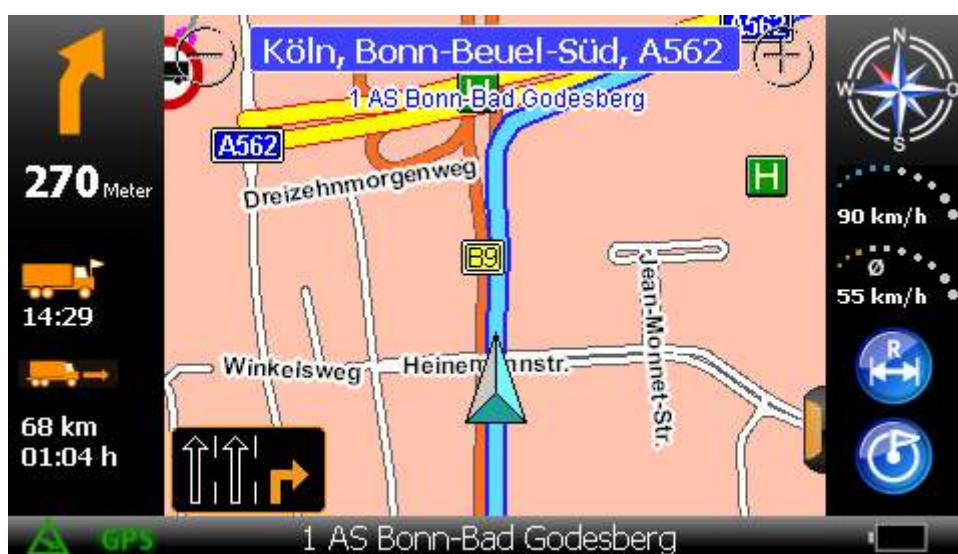 Köln, Bonn-Beuel-Süd, A562
A562
1 AS Bonn-Bad Godesberg
H
A562
Dreizehnmorgenweg
H
B9
Jean-Monnet-Str.
Winkelsweg
270 Meter
14:29
68 km
01:04 h
N
W
O
S
90 km/h
Ø
55 km/h
R
GPS
1 AS Bonn-Bad Godesberg